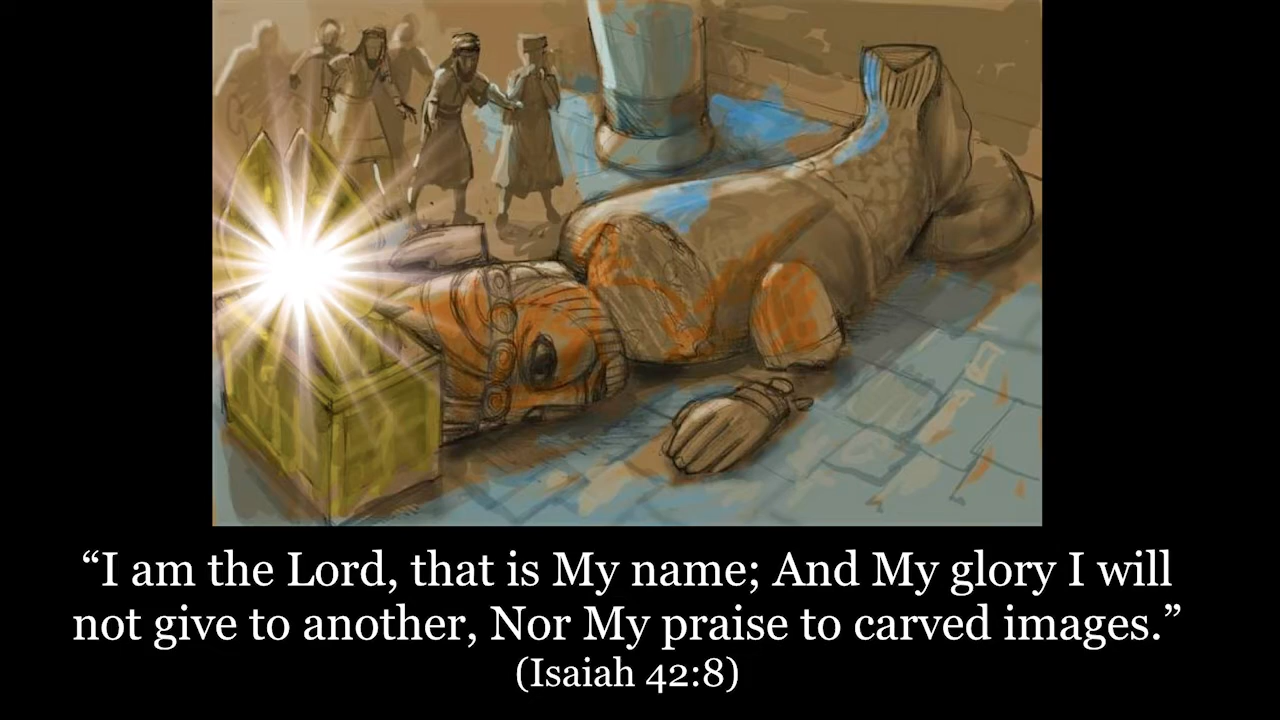 “I am the Lord, that is My name; And My glory I will
not give to another, Nor My praise to carved images.”
(Isaiah 42:8)